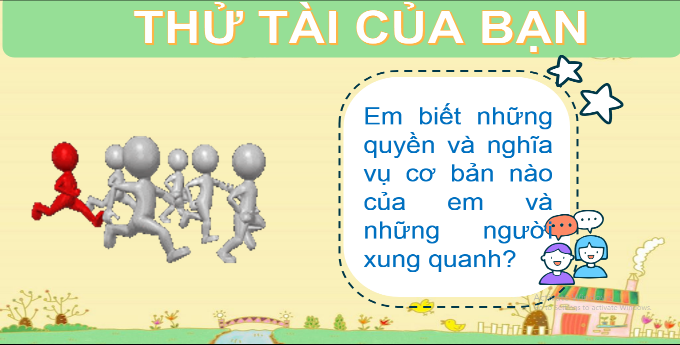 THỬ TÀI CỦA BẠN
Em biết những
quyền và nghĩa
vụ cơ bản nào
của em và
những người
xung quanh?